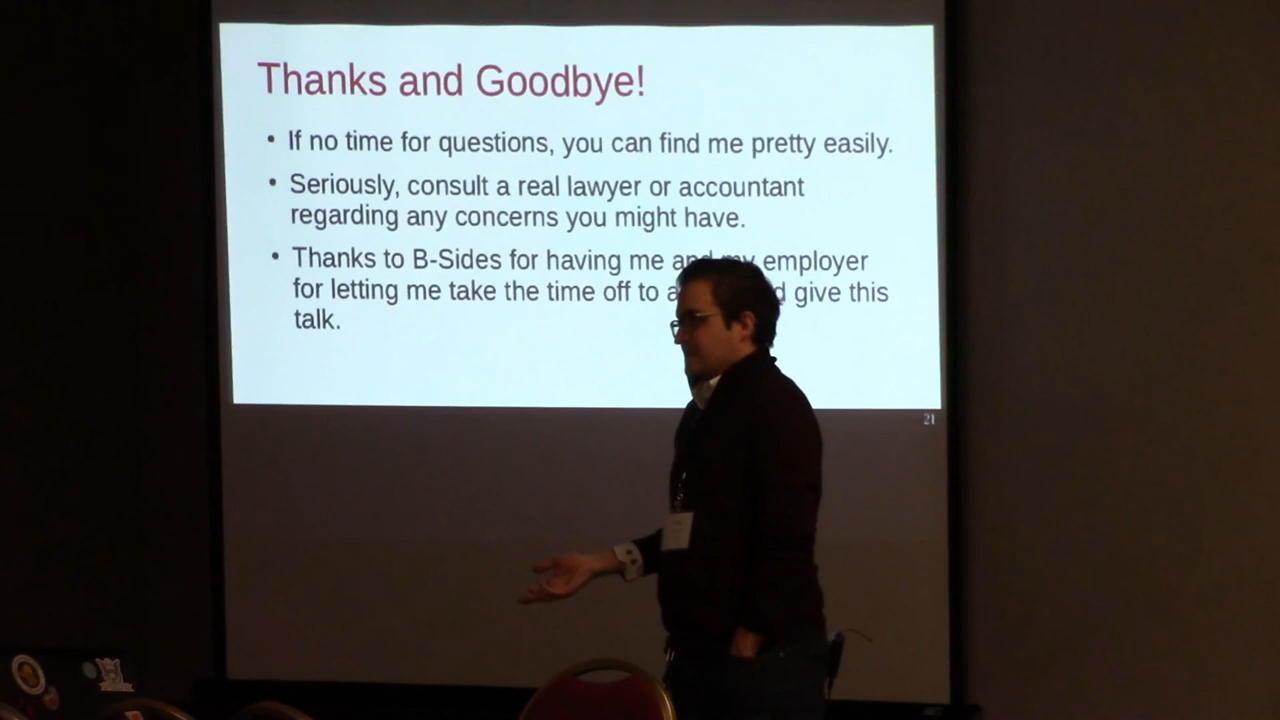 Thanks and Goodbye!
• If no time for questions, you can find me pretty easily.
• Seriously, consult a real lawyer or accountant
regarding any concerns you might have.
• Thanks to B-Sides for having me and my employer
for letting me take the time off to give this
talk.
21